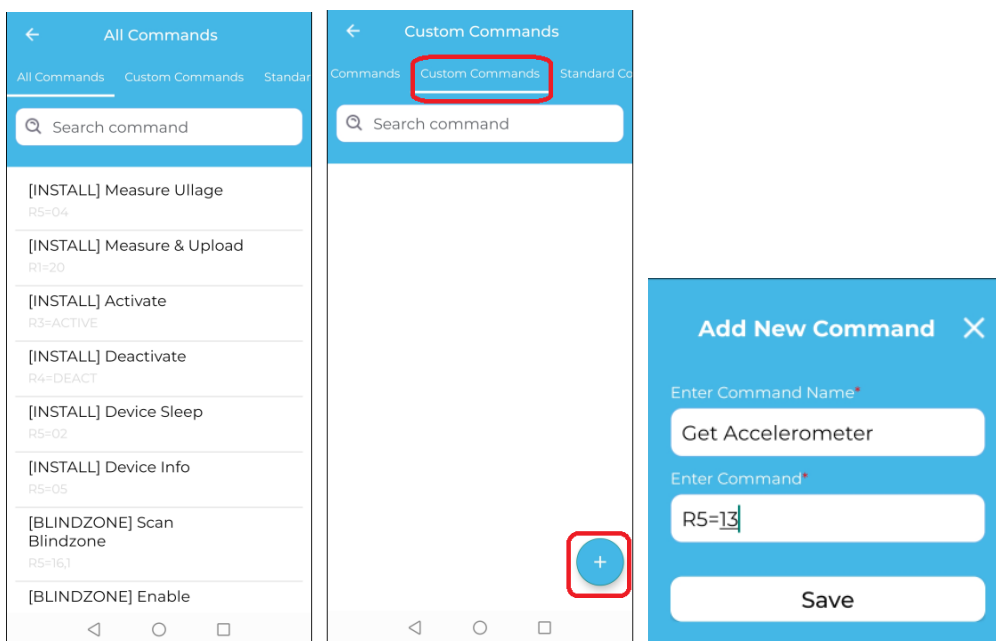 All Commands
All Commands Custom Commands Standar
Search command
[INSTALL] Measure Ullage
R5=04
[INSTALL] Measure & Upload
R1=20
[INSTALL] Activate
R3=ACTIVE
[INSTALL] Deactivate
R4=DEACT
[INSTALL] Device Sleep
R5=02
[INSTALL] Device Info
R5=05
[BLINDZONE] Scan
Blindzone
R5=16,1
[BLINDZONE] Enable
Custom Commands
Commands Custom Commands Standard Co
Search command
+
Add New Command
Enter Command Name*
Get Accelerometer
Enter Command*
R5=13
Save